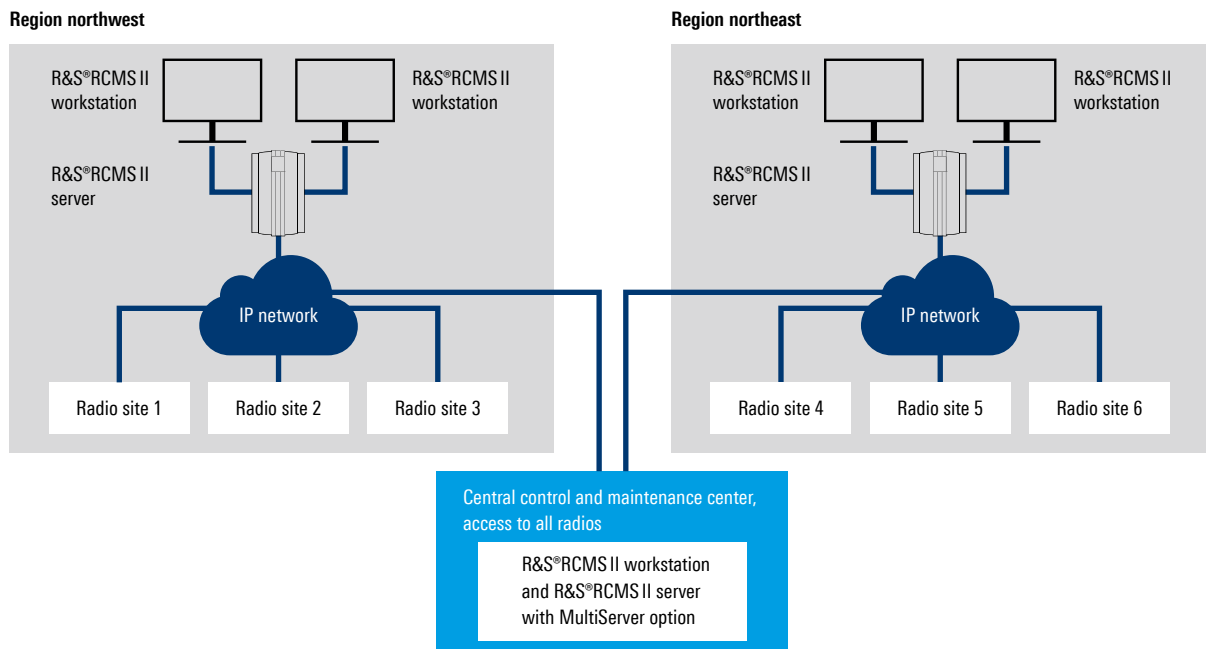 Region northwest
R&S®RCMS II
workstation
R&S®RCMS II
workstation
R&S®RCMS II
server
IP network
Radio site 1
Radio site 2
Radio site 3
Region northeast
R&S®RCMS II
workstation
R&S®RCMS II
workstation
R&S®RCMS II
server
IP network
Radio site 4
Radio site 5
Radio site 6
Central control and maintenance center,
access to all radios
R&S®RCMS II workstation
and R&S®RCMS II server
with MultiServer option